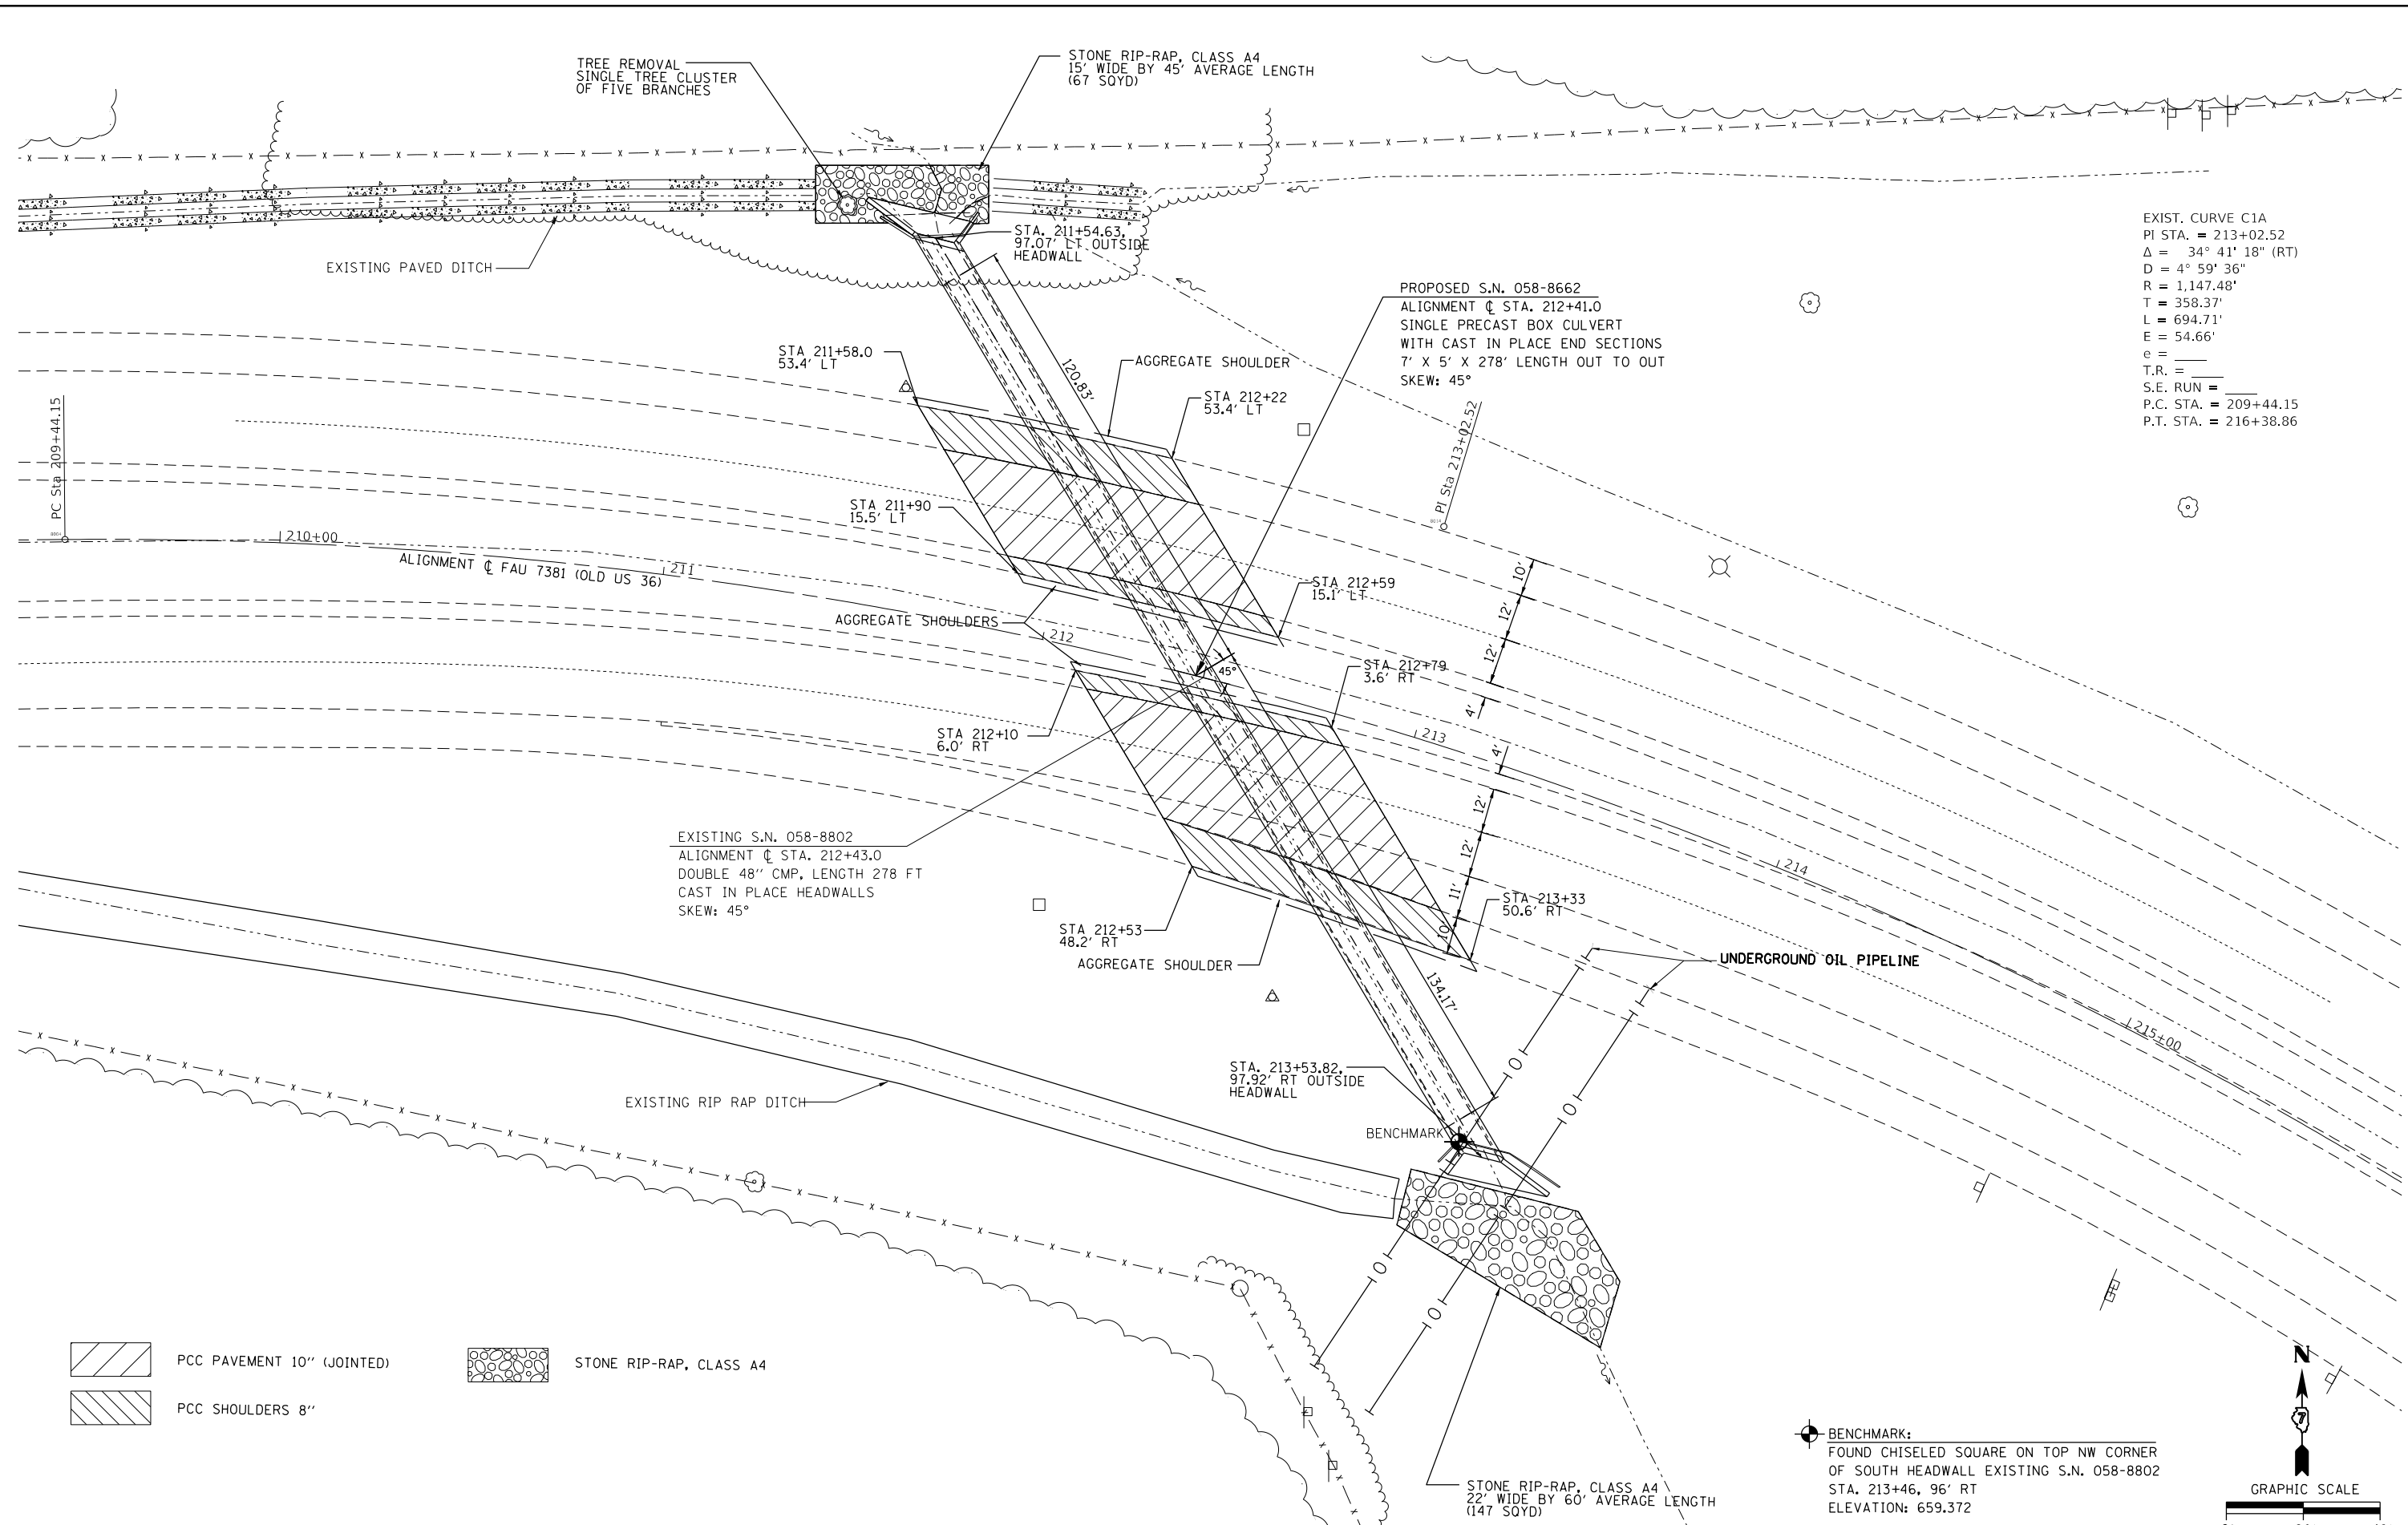 TREE REMOVAL
SINGLE TREE CLUSTER
OF FIVE BRANCHES
STONE RIP-RAP, CLASS A4
15' WIDE BY 45' AVERAGE LENGTH
(67 SQYD)
EXISTING PAVED DITCH
STA. 211+54.63,
97.07' LT OUTSIDE
HEADWALL
EXIST. CURVE C1A
PI STA. = 213+02.52
Δ = 34° 41' 18" (RT)
D = 4° 59' 36"
R = 1,147.48'
T = 358.37'
L = 694.71'
E = 54.66'
e = ____
T.R. = ____
S.E. RUN = ____
P.C. STA. = 209+44.15
P.T. STA. = 216+38.86
PROPOSED S.N. 058-8662
ALIGNMENT ℄ STA. 212+41.0
SINGLE PRECAST BOX CULVERT
WITH CAST IN PLACE END SECTIONS
7' X 5' X 278' LENGTH OUT TO OUT
SKEW: 45°
STA 211+58.0
53.4' LT
AGGREGATE SHOULDER
120.83'
STA 212+22
53.4' LT
PC Sta 209+44.15
PI Sta 213+02.52
STA 211+90
15.5' LT
210+00
ALIGNMENT ℄ FAU 7381 (OLD US 36)
211
STA 212+59
15.1' LT
AGGREGATE SHOULDERS
212
45°
STA 212+79
3.6' RT
10'
12'
12'
4'
4'
12'
12'
11'
10'
STA 212+10
6.0' RT
213
214
215+00
EXISTING S.N. 058-8802
ALIGNMENT ℄ STA. 212+43.0
DOUBLE 48" CMP, LENGTH 278 FT
CAST IN PLACE HEADWALLS
SKEW: 45°
STA 212+53
48.2' RT
AGGREGATE SHOULDER
STA 213+33
50.6' RT
UNDERGROUND OIL PIPELINE
134.17'
STA. 213+53.82,
97.92' RT OUTSIDE
HEADWALL
EXISTING RIP RAP DITCH
BENCHMARK
PCC PAVEMENT 10" (JOINTED)
STONE RIP-RAP, CLASS A4
PCC SHOULDERS 8"
STONE RIP-RAP, CLASS A4
22' WIDE BY 60' AVERAGE LENGTH
(147 SQYD)
BENCHMARK:
FOUND CHISELED SQUARE ON TOP NW CORNER
OF SOUTH HEADWALL EXISTING S.N. 058-8802
STA. 213+46, 96' RT
ELEVATION: 659.372
N
7
GRAPHIC SCALE